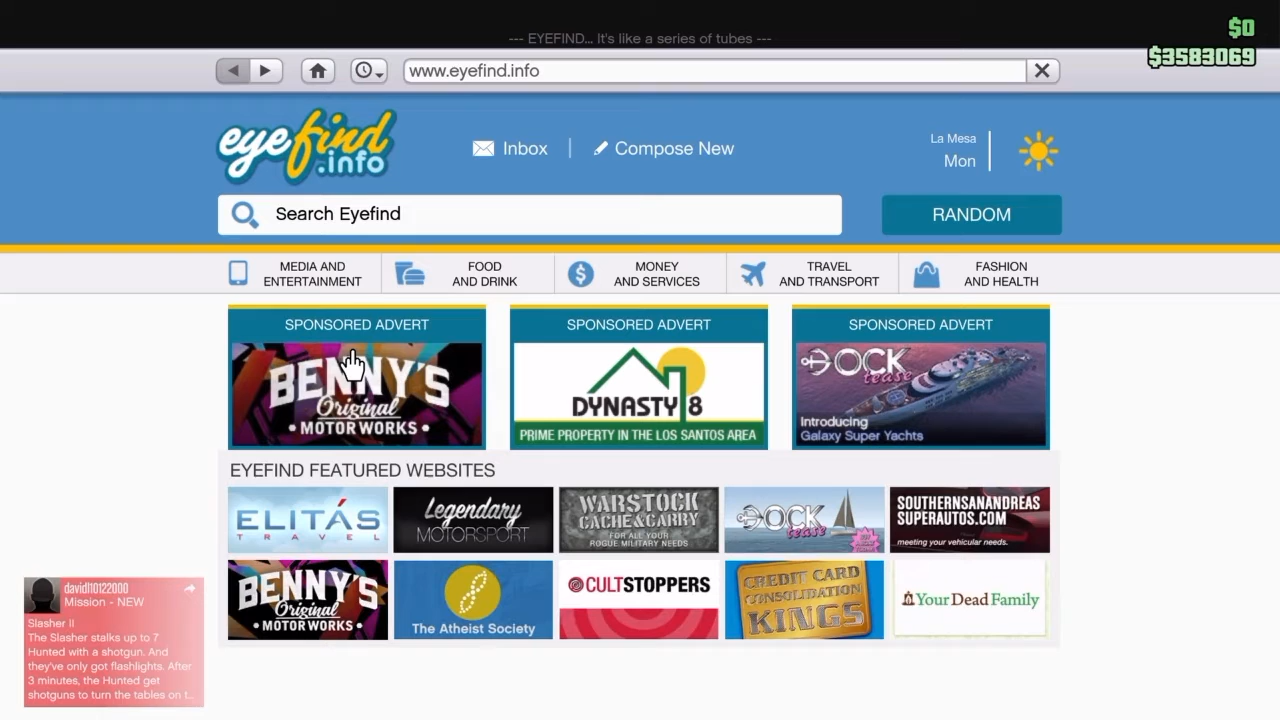 --- EYEFIND... It's like a series of tubes ---
$0
$3583069
www.eyefind.info
eyefind
.info
Inbox
Compose New
La Mesa
Mon
Search Eyefind
RANDOM
MEDIA AND
ENTERTAINMENT
FOOD
AND DRINK
MONEY
AND SERVICES
TRAVEL
AND TRANSPORT
FASHION
AND HEALTH
SPONSORED ADVERT
BENNY'S
Original
•MOTORWORKS•
SPONSORED ADVERT
DYNASTY 8
PRIME PROPERTY IN THE LOS SANTOS AREA
SPONSORED ADVERT
DOCK
tease
Introducing
Galaxy Super Yachts
EYEFIND FEATURED WEBSITES
ELITÁS
TRAVEL
Legendary
MOTORSPORT
WARSTOCK
CACHE&CARRY
FOR ALL YOUR
ROGUE MILITARY NEEDS
DOCK
tease
SOUTHERNSANANDREAS
SUPERAUTOS.COM
meeting your vehicular needs.
BENNY'S
Original
•MOTORWORKS•
The Atheist Society
CULTSTOPPERS
CREDIT CARD
CONSOLIDATION
KINGS
Your Dead Family
davidl10122000
Mission - NEW
Slasher II
The Slasher stalks up to 7
Hunted with a shotgun. And
they've only got flashlights. After
3 minutes, the Hunted get
shotguns to turn the tables on t...